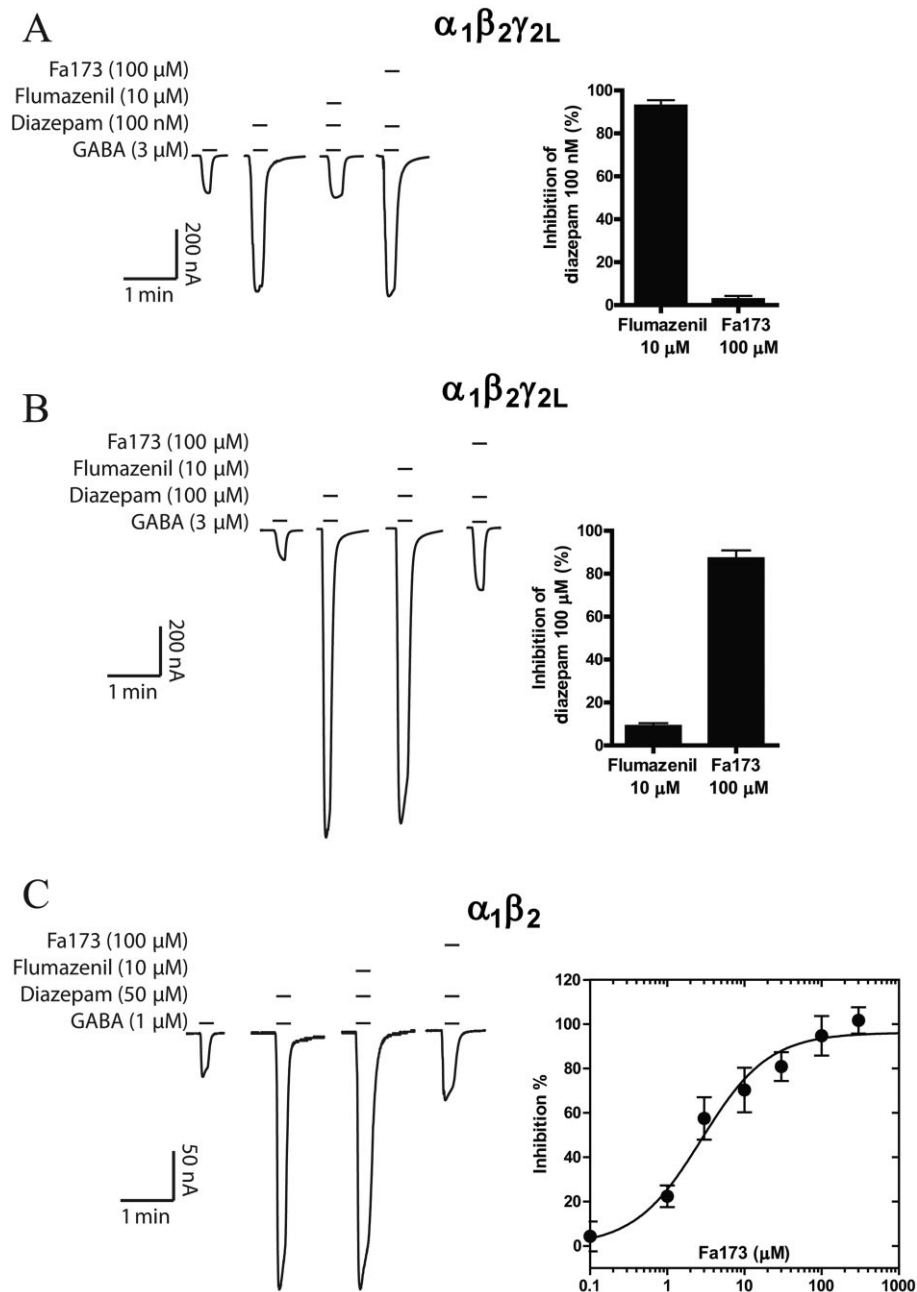 A
α1β2γ2L
Fa173 (100 µM)
Flumazenil (10 µM)
Diazepam (100 nM)
GABA (3 µM)
200 nA
1 min
Inhibitiion of
diazepam 100 nM (%)
100
80
60
40
20
0
Flumazenil
10 µM
Fa173
100 µM
B
α1β2γ2L
Fa173 (100 µM)
Flumazenil (10 µM)
Diazepam (100 µM)
GABA (3 µM)
200 nA
1 min
Inhibitiion of
diazepam 100 µM (%)
100
80
60
40
20
0
Flumazenil
10 µM
Fa173
100 µM
C
α1β2
Fa173 (100 µM)
Flumazenil (10 µM)
Diazepam (50 µM)
GABA (1 µM)
50 nA
1 min
Inhibition %
120
100
80
60
40
20
0
Fa173 (µM)
0.1 1 10 100 1000